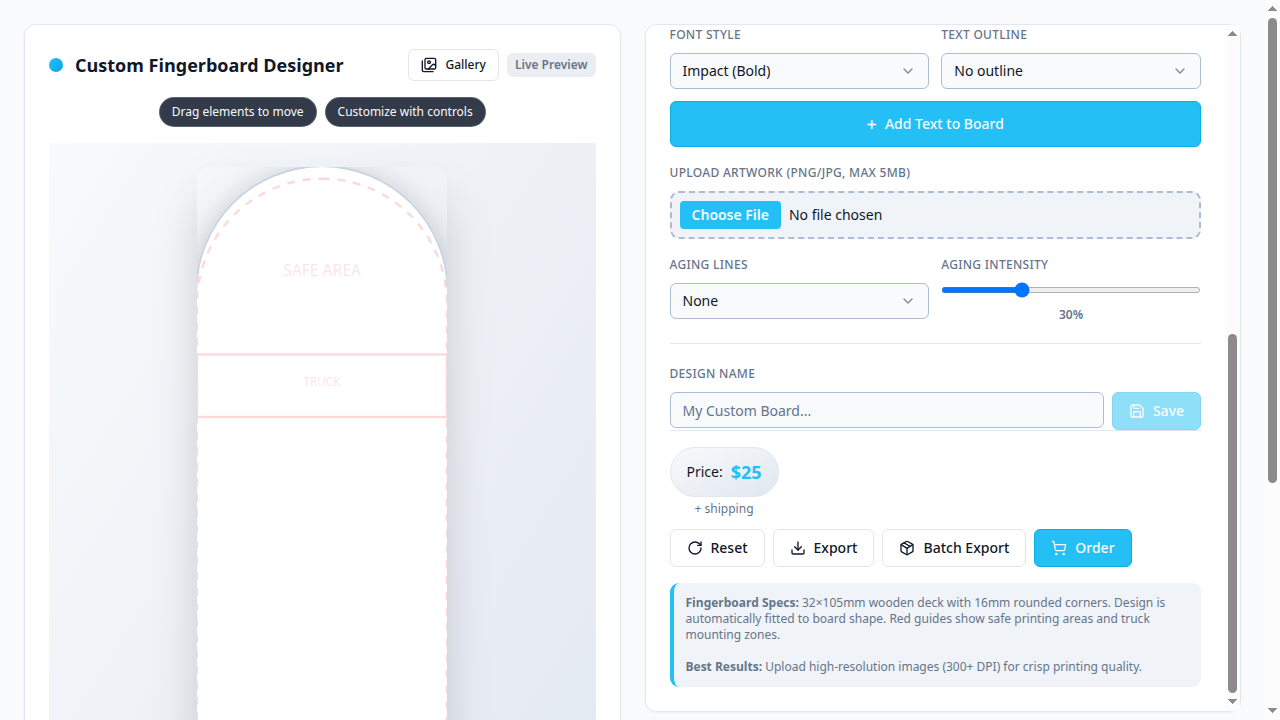 Custom Fingerboard Designer
Gallery
Live Preview
Drag elements to move
Customize with controls
SAFE AREA
TRUCK
FONT STYLE
TEXT OUTLINE
Impact (Bold)
No outline
+ Add Text to Board
UPLOAD ARTWORK (PNG/JPG, MAX 5MB)
Choose File No file chosen
AGING LINES
AGING INTENSITY
None
30%
DESIGN NAME
My Custom Board...
Save
Price: $25
+ shipping
Reset
Export
Batch Export
Order
Fingerboard Specs: 32×105mm wooden deck with 16mm rounded corners. Design is
automatically fitted to board shape. Red guides show safe printing areas and truck
mounting zones.
Best Results: Upload high-resolution images (300+ DPI) for crisp printing quality.